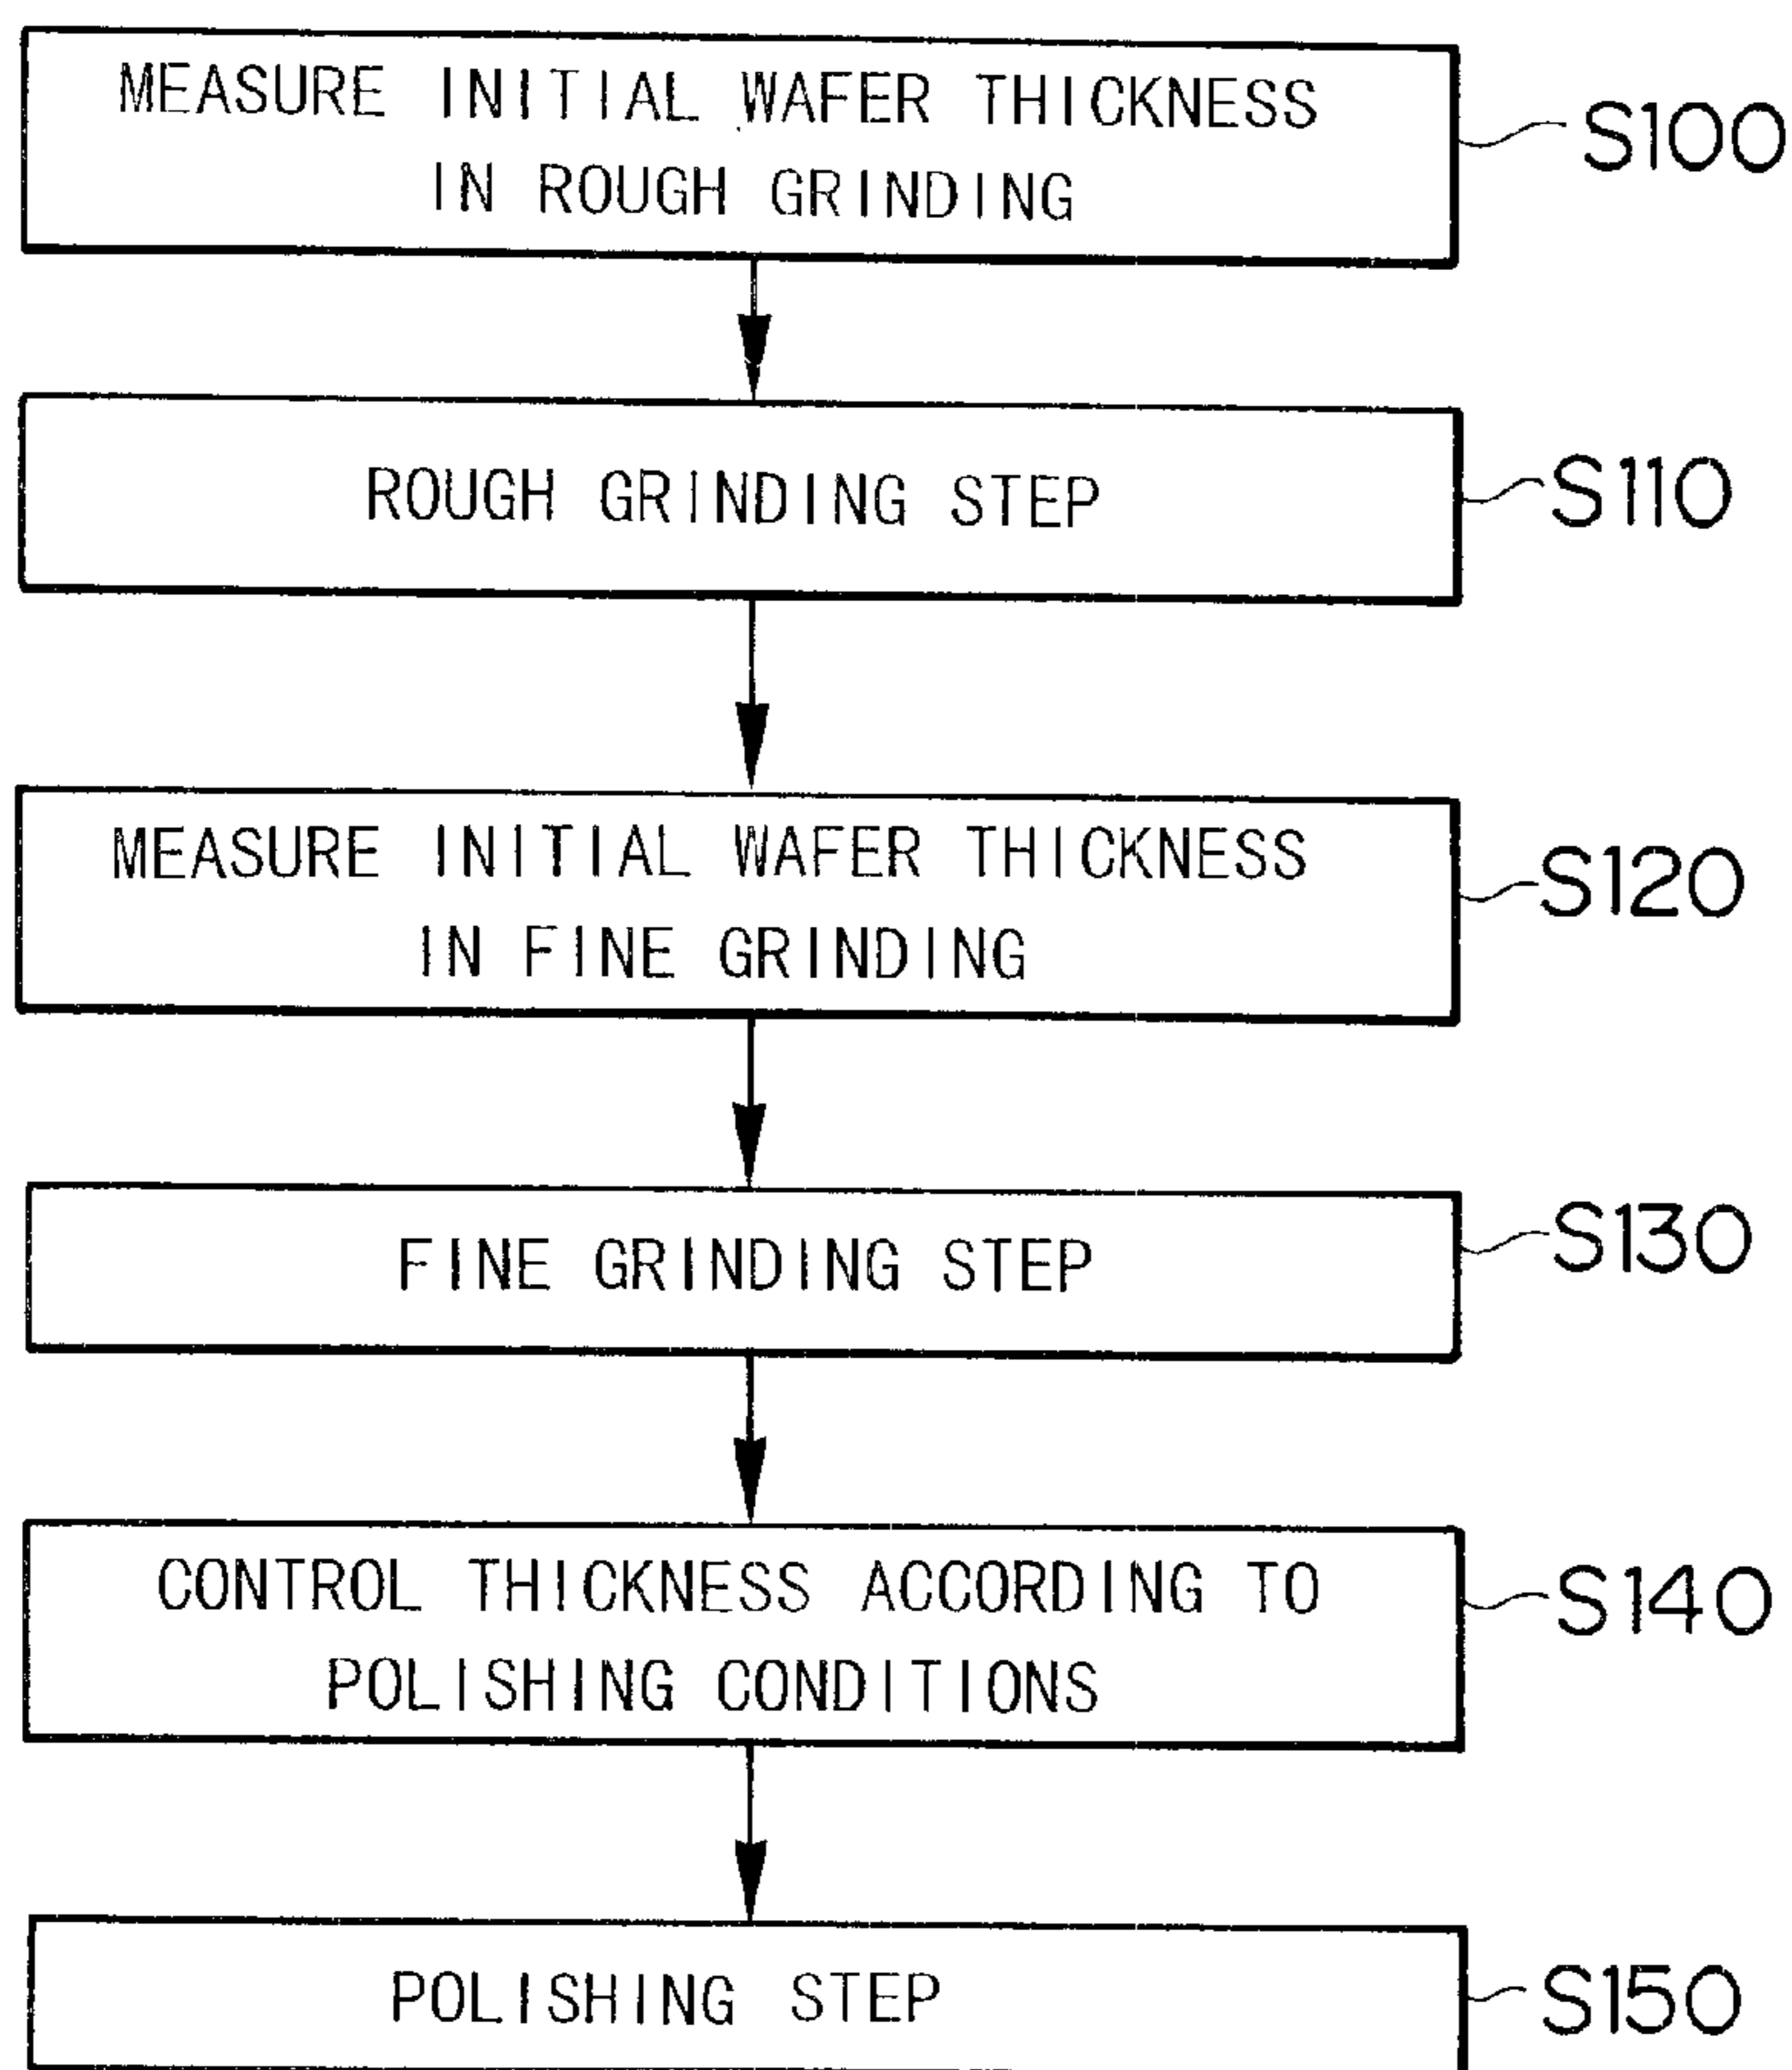 MEASURE INITIAL WAFER THICKNESS
IN ROUGH GRINDING
S100
ROUGH GRINDING STEP
S110
MEASURE INITIAL WAFER THICKNESS
IN FINE GRINDING
S120
FINE GRINDING STEP
S130
CONTROL THICKNESS ACCORDING TO
POLISHING CONDITIONS
S140
POLISHING STEP
S150